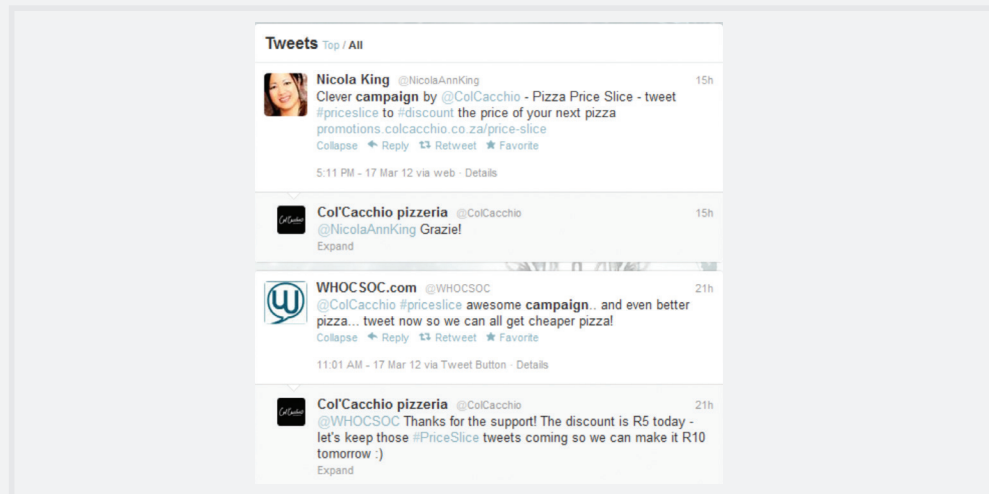 Tweets Top / All
Nicola King @NicolaAnnKing 15h
Clever campaign by @ColCacchio - Pizza Price Slice - tweet
#priceslice to #discount the price of your next pizza
promotions.colcacchio.co.za/price-slice
Collapse Reply Retweet Favorite
5:11 PM - 17 Mar 12 via web · Details
Col'Cacchio pizzeria @ColCacchio 15h
@NicolaAnnKing Grazie!
Expand
WHOCSOC.com @WHOCSOC 21h
@ColCacchio #priceslice awesome campaign.. and even better
pizza... tweet now so we can all get cheaper pizza!
Collapse Reply Retweet Favorite
11:01 AM - 17 Mar 12 via Tweet Button · Details
Col'Cacchio pizzeria @ColCacchio 21h
@WHOCSOC Thanks for the support! The discount is R5 today -
let's keep those #PriceSlice tweets coming so we can make it R10
tomorrow :)
Expand